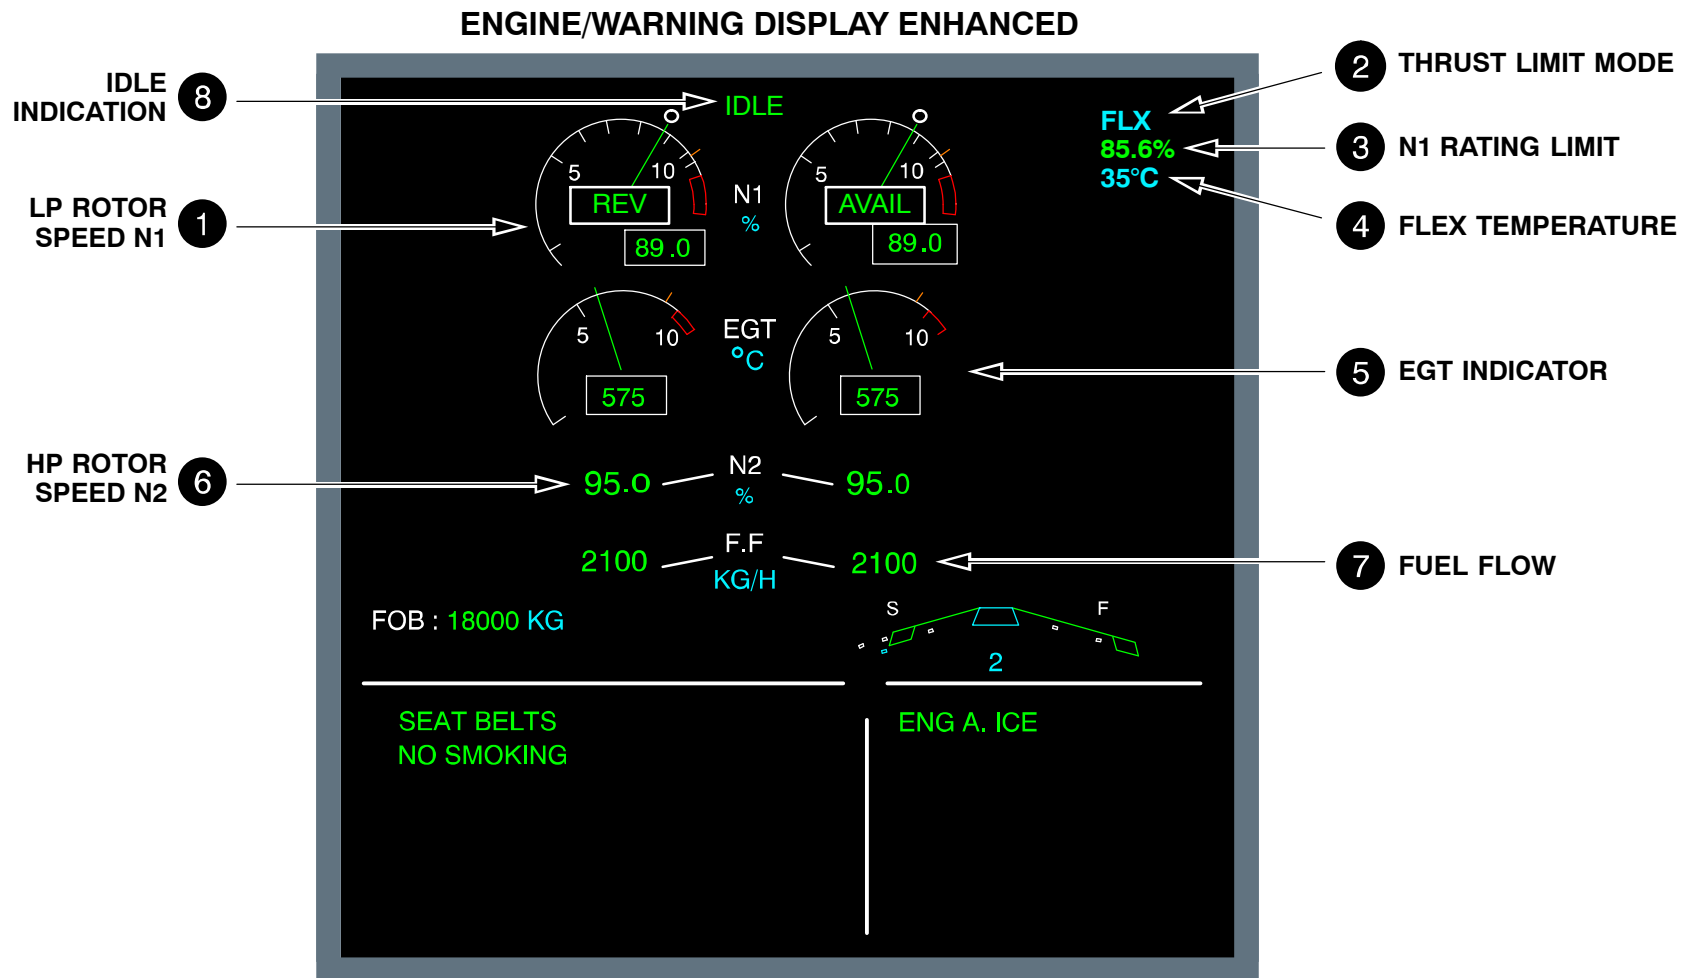 ENGINE/WARNING DISPLAY ENHANCED
IDLE
INDICATION
8
IDLE
2
THRUST LIMIT MODE
FLX
85.6%
35°C
3
N1 RATING LIMIT
4
FLEX TEMPERATURE
LP ROTOR
SPEED N1
1
5
10
REV
89.0
N1
%
5
10
AVAIL
89.0
5
10
575
EGT
°C
5
10
575
5
EGT INDICATOR
HP ROTOR
SPEED N2
6
95.0
N2
%
95.0
2100
F.F
KG/H
2100
7
FUEL FLOW
FOB : 18000 KG
S
F
2
SEAT BELTS
NO SMOKING
ENG A. ICE